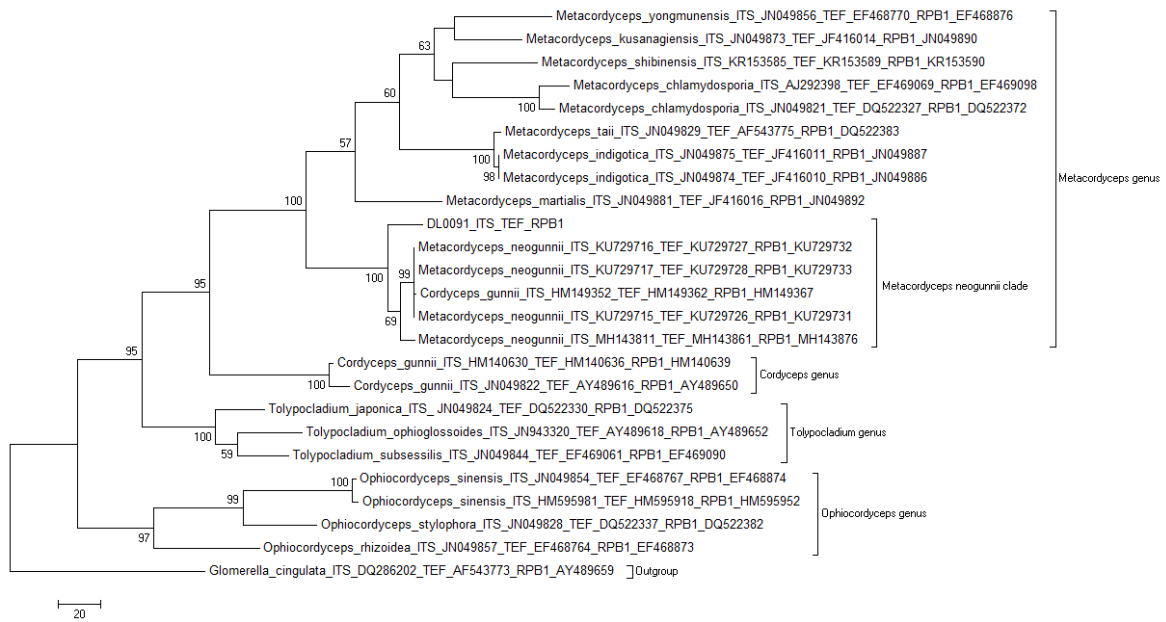 Metacordyceps_yongmunensis_ITS_JN049856_TEF_EF468770_RPB1_EF468876
63
Metacordyceps_kusanagiensis_ITS_JN049873_TEF_JF416014_RPB1_JN049890
Metacordyceps_shibinensis_ITS_KR153585_TEF_KR153589_RPB1_KR153590
Metacordyceps_chlamydosporia_ITS_AJ292398_TEF_EF469069_RPB1_EF469098
60
100
Metacordyceps_chlamydosporia_ITS_JN049821_TEF_DQ522327_RPB1_DQ522372
Metacordyceps_taii_ITS_JN049829_TEF_AF543775_RPB1_DQ522383
57
100
Metacordyceps_indigotica_ITS_JN049875_TEF_JF416011_RPB1_JN049887
98
Metacordyceps_indigotica_ITS_JN049874_TEF_JF416010_RPB1_JN049886
Metacordyceps genus
100
Metacordyceps_martialis_ITS_JN049881_TEF_JF416016_RPB1_JN049892
DL0091_ITS_TEF_RPB1
Metacordyceps_neogunnii_ITS_KU729716_TEF_KU729727_RPB1_KU729732
100
99
Metacordyceps_neogunnii_ITS_KU729717_TEF_KU729728_RPB1_KU729733
95
Cordyceps_gunnii_ITS_HM149352_TEF_HM149362_RPB1_HM149367
Metacordyceps neogunnii clade
69
Metacordyceps_neogunnii_ITS_KU729715_TEF_KU729726_RPB1_KU729731
Metacordyceps_neogunnii_ITS_MH143811_TEF_MH143861_RPB1_MH143876
95
Cordyceps_gunnii_ITS_HM140630_TEF_HM140636_RPB1_HM140639
Cordyceps genus
100
Cordyceps_gunnii_ITS_JN049822_TEF_AY489616_RPB1_AY489650
Tolypocladium_japonica_ITS_ JN049824_TEF_DQ522330_RPB1_DQ522375
100
Tolypocladium_ophioglossoides_ITS_JN943320_TEF_AY489618_RPB1_AY489652
Tolypocladium genus
59
Tolypocladium_subsessilis_ITS_JN049844_TEF_EF469061_RPB1_EF469090
100
Ophiocordyceps_sinensis_ITS_JN049854_TEF_EF468767_RPB1_EF468874
99
Ophiocordyceps_sinensis_ITS_HM595981_TEF_HM595918_RPB1_HM595952
Ophiocordyceps genus
Ophiocordyceps_stylophora_ITS_JN049828_TEF_DQ522337_RPB1_DQ522382
97
Ophiocordyceps_rhizoidea_ITS_JN049857_TEF_EF468764_RPB1_EF468873
Glomerella_cingulata_ITS_DQ286202_TEF_AF543773_RPB1_AY489659
Outgroup
20